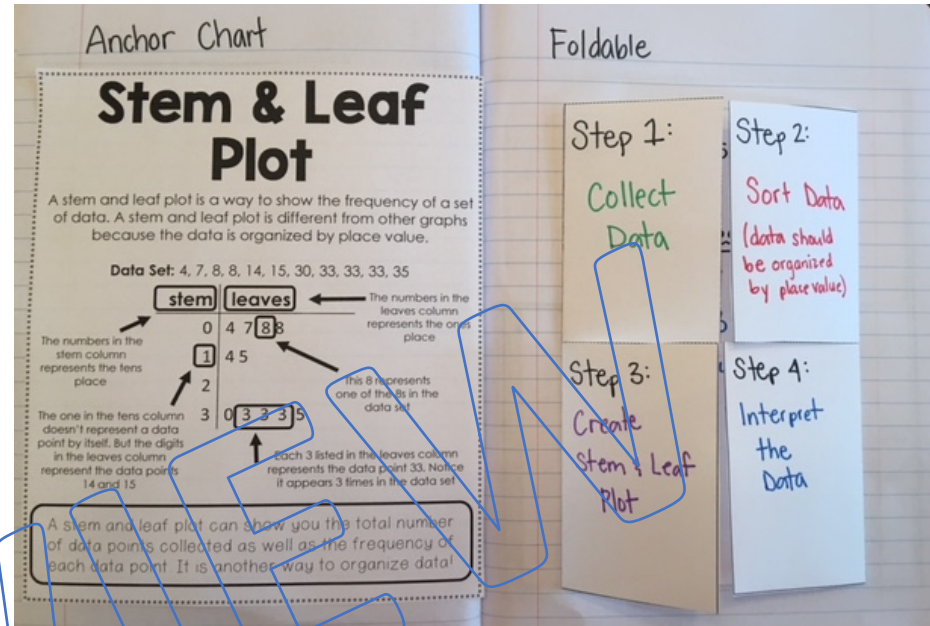 Anchor Chart
Stem & Leaf
Plot
A stem and leaf plot is a way to show the frequency of a set
of data. A stem and leaf plot is different from other graphs
because the data is organized by place value.
Data Set: 4, 7, 8, 8, 14, 15, 30, 33, 33, 33, 35
stem leaves
0 4 7 8 8
1 4 5
2
3 0 3 3 3 5
The numbers in the
leaves column
represents the ones
place
The numbers in the
stem column
represents the tens
place
This 8 represents
one of the 8s in the
data set
The one in the tens column
doesn't represent a data
point by itself. But the digits
in the leaves column
represent the data points
14 and 15
Each 3 listed in the leaves column
represents the data point 33. Notice
it appears 3 times in the data set
A stem and leaf plot can show you the total number
of data points collected as well as the frequency of
each data point. It is another way to organize data!
Foldable
Step 1:
Collect
Data
Step 2:
Sort Data
(data should
be organized
by place value)
Step 3:
Create
Stem & Leaf
Plot
Step 4:
Interpret
the
Data